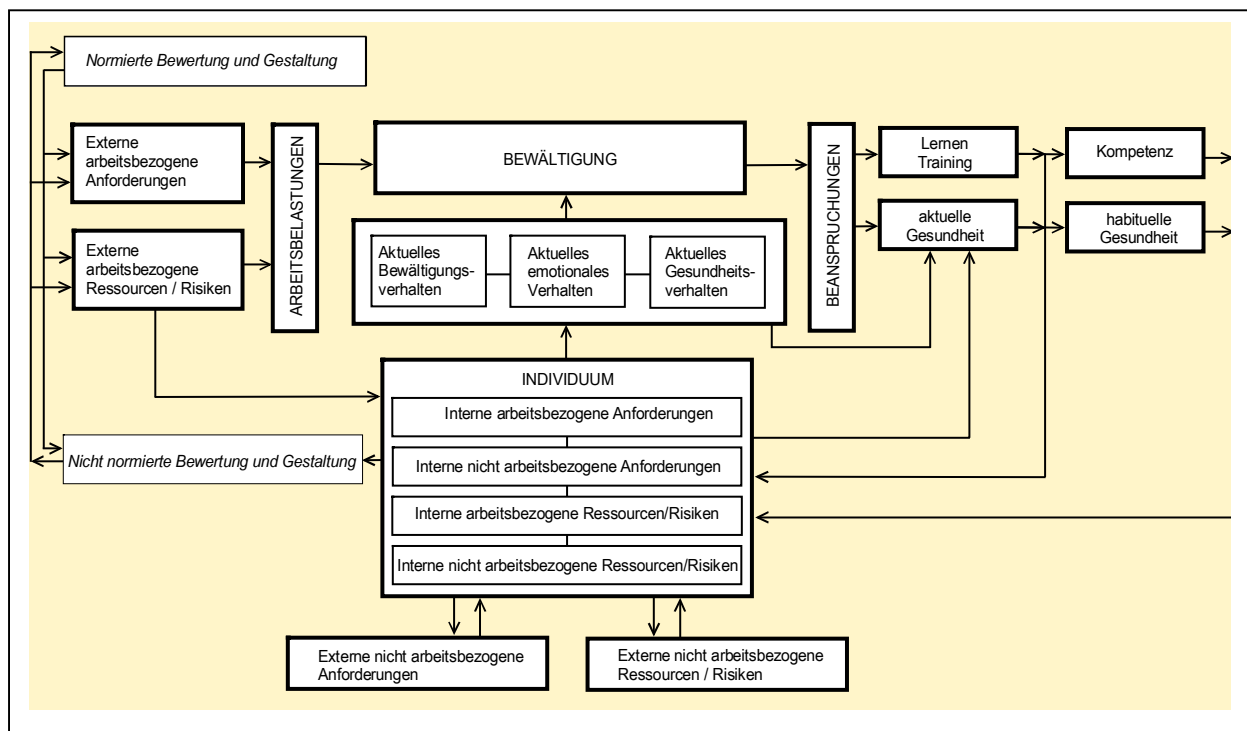 Normierte Bewertung und Gestaltung
Externe
arbeitsbezogene
Anforderungen
Externe
arbeitsbezogene
Ressourcen / Risiken
ARBEITSBELASTUNGEN
BEWÄLTIGUNG
Aktuelles
Bewältigungs-
verhalten
Aktuelles
emotionales
Verhalten
Aktuelles
Gesundheits-
verhalten
BEANSPRUCHUNGEN
Lernen
Training
aktuelle
Gesundheit
Kompetenz
habituelle
Gesundheit
INDIVIDUUM
Interne arbeitsbezogene Anforderungen
Interne nicht arbeitsbezogene Anforderungen
Interne arbeitsbezogene Ressourcen/Risiken
Interne nicht arbeitsbezogene Ressourcen/Risiken
Nicht normierte Bewertung und Gestaltung
Externe nicht arbeitsbezogene
Anforderungen
Externe nicht arbeitsbezogene
Ressourcen / Risiken